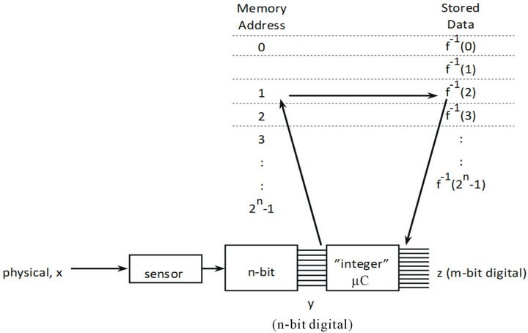 Memory Stored
Address Data
0 f⁻¹(0)
f⁻¹(1)
1 f⁻¹(2)
2 f⁻¹(3)
3 :
: :
: f⁻¹(2ⁿ-1)
2ⁿ-1
physical, x sensor n-bit "integer" µC z (m-bit digital)
y
(n-bit digital)